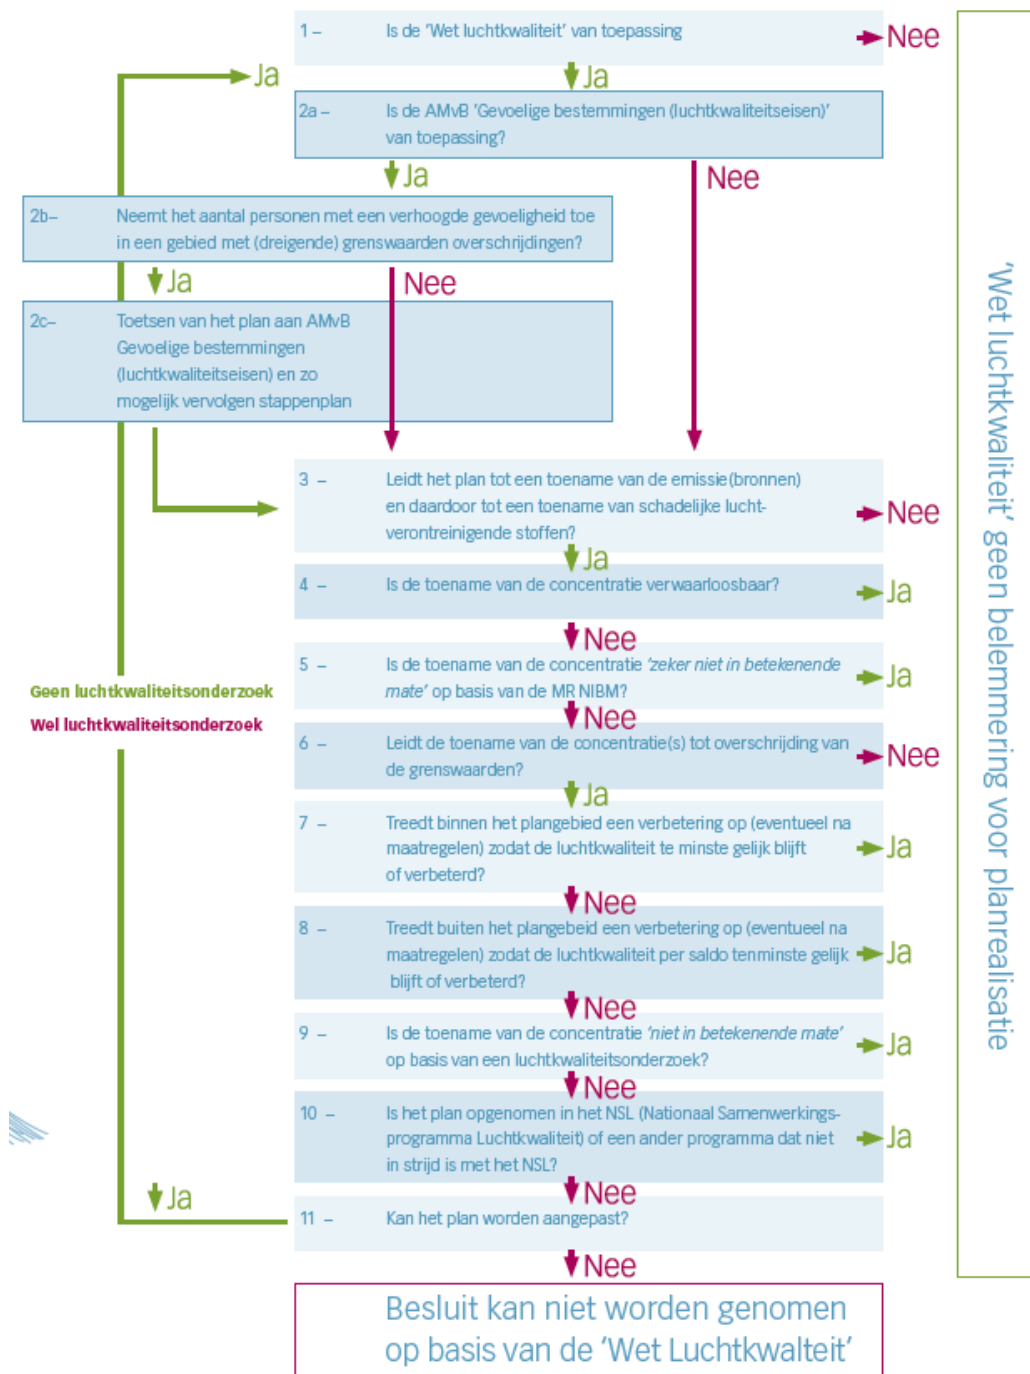 1 – Is de 'Wet luchtkwaliteit' van toepassing
Nee
Ja
Ja
2a – Is de AMvB 'Gevoelige bestemmingen (luchtkwaliteitseisen)'
van toepassing?
Ja
Nee
2b– Neemt het aantal personen met een verhoogde gevoeligheid toe
in een gebied met (dreigende) grenswaarden overschrijdingen?
Ja
Nee
2c– Toetsen van het plan aan AMvB
Gevoelige bestemmingen
(luchtkwaliteitseisen) en zo
mogelijk vervolgen stappenplan
3 – Leidt het plan tot een toename van de emissie(bronnen)
en daardoor tot een toename van schadelijke lucht-
verontreinigende stoffen?
Nee
Ja
4 – Is de toename van de concentratie verwaarloosbaar?
Ja
Nee
5 – Is de toename van de concentratie 'zeker niet in betekenende
mate' op basis van de MR NIBM?
Ja
Nee
Geen luchtkwaliteitsonderzoek
Wel luchtkwaliteitsonderzoek
6 – Leidt de toename van de concentratie(s) tot overschrijding van
de grenswaarden?
Nee
Ja
7 – Treedt binnen het plangebied een verbetering op (eventueel na
maatregelen) zodat de luchtkwaliteit te minste gelijk blijft
of verbeterd?
Ja
Nee
8 – Treedt buiten het plangebeid een verbetering op (eventueel na
maatregelen) zodat de luchtkwaliteit per saldo tenminste gelijk
blijft of verbeterd?
Ja
Nee
9 – Is de toename van de concentratie 'niet in betekenende mate'
op basis van een luchtkwaliteitsonderzoek?
Ja
Nee
10 – Is het plan opgenomen in het NSL (Nationaal Samenwerkings-
programma Luchtkwaliteit) of een ander programma dat niet
in strijd is met het NSL?
Ja
Nee
Ja
11 – Kan het plan worden aangepast?
Nee
Besluit kan niet worden genomen
op basis van de 'Wet Luchtkwalteit'
'Wet luchtkwaliteit' geen belemmering voor planrealisatie